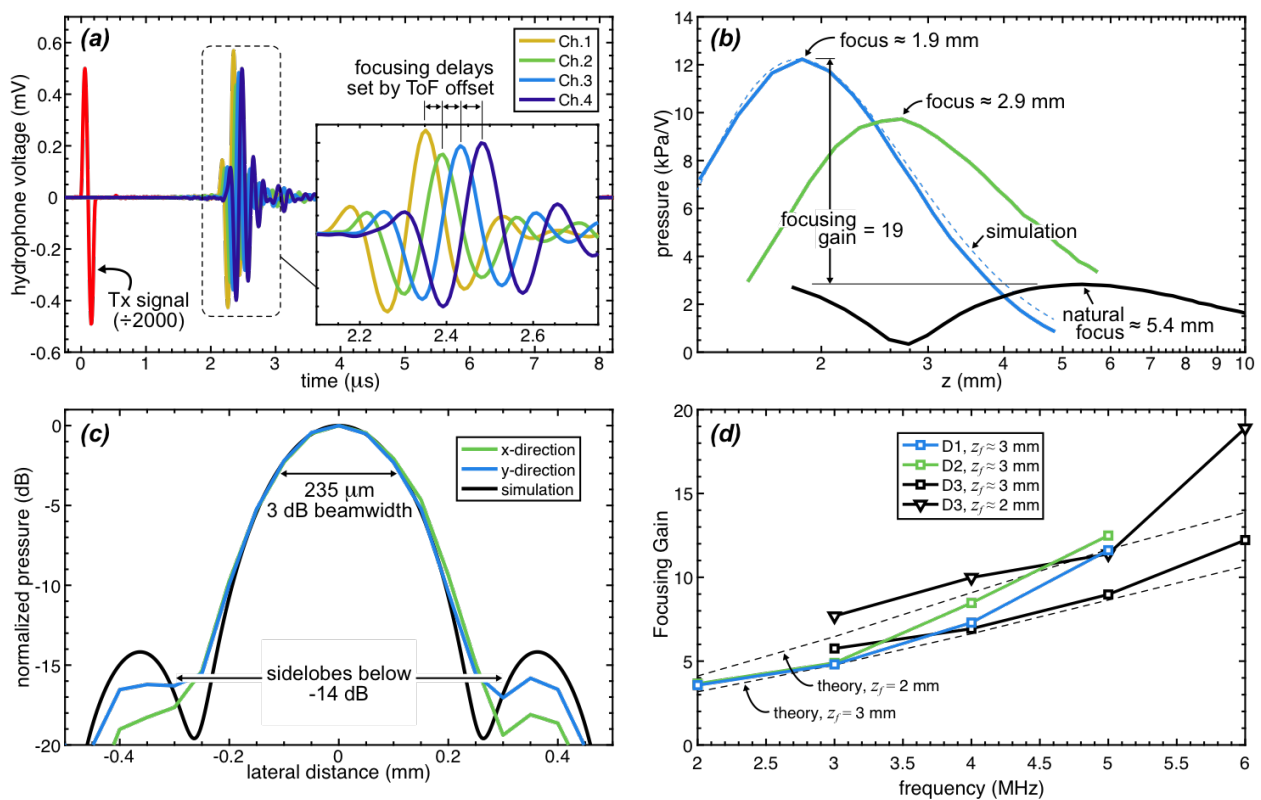 (a)
Ch.1
Ch.2
Ch.3
Ch.4
focusing delays
set by ToF offset
Tx signal
(÷2000)
2.2
2.4
2.6
hydrophone voltage (mV)
0.6
0.4
0.2
0
-0.2
-0.4
-0.6
0
1
2
3
4
5
6
7
8
time (μs)
(b)
focus ≈ 1.9 mm
focus ≈ 2.9 mm
focusing
gain = 19
simulation
natural
focus ≈ 5.4 mm
pressure (kPa/V)
14
12
10
8
6
4
2
0
2
3
4
5
6
7
8
9
10
z (mm)
(c)
x-direction
y-direction
simulation
235 μm
3 dB beamwidth
sidelobes below
-14 dB
normalized pressure (dB)
0
-5
-10
-15
-20
-0.4
-0.2
0
0.2
0.4
lateral distance (mm)
(d)
D1, zf ≈ 3 mm
D2, zf ≈ 3 mm
D3, zf ≈ 3 mm
D3, zf ≈ 2 mm
theory, zf = 2 mm
theory, zf = 3 mm
Focusing Gain
20
15
10
5
0
2
2.5
3
3.5
4
4.5
5
5.5
6
frequency (MHz)